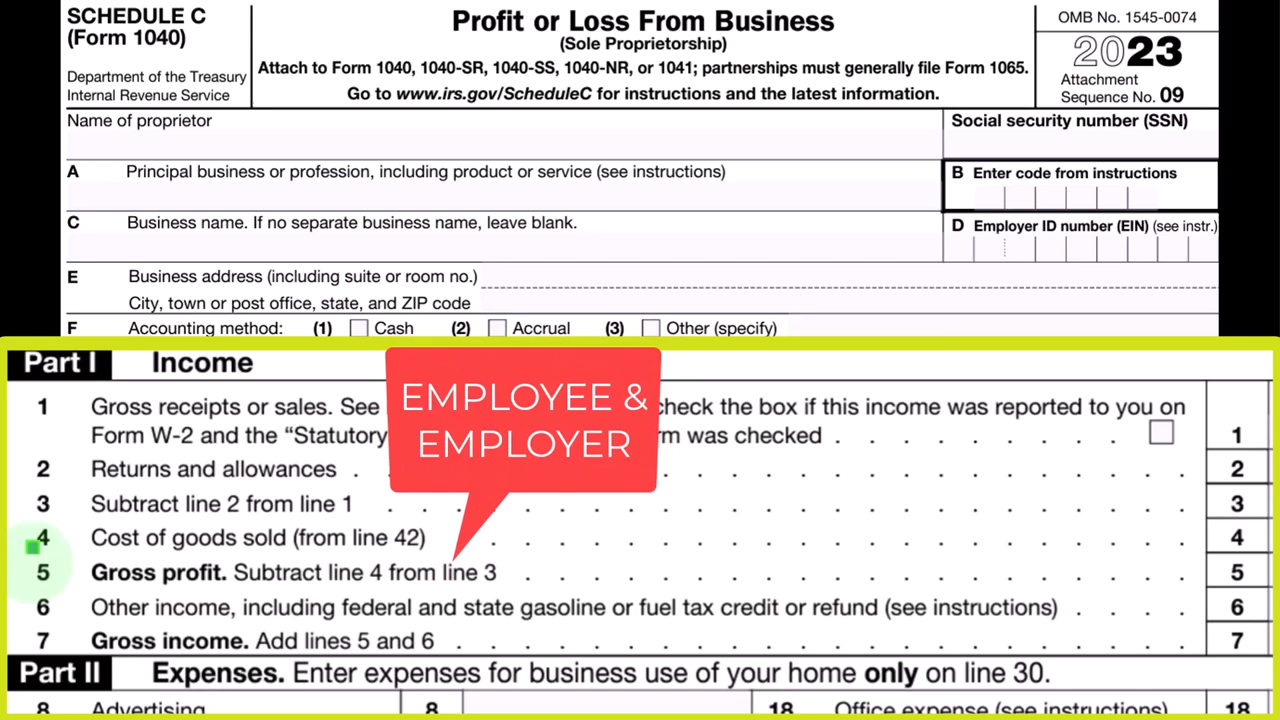 SCHEDULE C
(Form 1040)
Department of the Treasury
Internal Revenue Service
Profit or Loss From Business
(Sole Proprietorship)
Attach to Form 1040, 1040-SR, 1040-SS, 1040-NR, or 1041; partnerships must generally file Form 1065.
Go to www.irs.gov/ScheduleC for instructions and the latest information.
OMB No. 1545-0074
2023
Attachment
Sequence No. 09
Name of proprietor
Social security number (SSN)
A Principal business or profession, including product or service (see instructions)
B Enter code from instructions
C Business name. If no separate business name, leave blank.
D Employer ID number (EIN) (see instr.)
E Business address (including suite or room no.)
City, town or post office, state, and ZIP code
F Accounting method: (1) Cash (2) Accrual (3) Other (specify)
Part I Income
EMPLOYEE &
EMPLOYER
1 Gross receipts or sales. See check the box if this income was reported to you on
Form W-2 and the “Statutory was checked . . . . . . . . . 1
2 Returns and allowances . . . . . . . . . . . . . . . . . 2
3 Subtract line 2 from line 1 . . . . . . . . . . . . . . . . 3
4 Cost of goods sold (from line 42) . . . . . . . . . . . . . . 4
5 Gross profit. Subtract line 4 from line 3 . . . . . . . . . . . . 5
6 Other income, including federal and state gasoline or fuel tax credit or refund (see instructions) . . . . 6
7 Gross income. Add lines 5 and 6 . . . . . . . . . . . . . . 7
Part II Expenses. Enter expenses for business use of your home only on line 30.
8 Advertising 8 18 Office expense (see instructions) 18